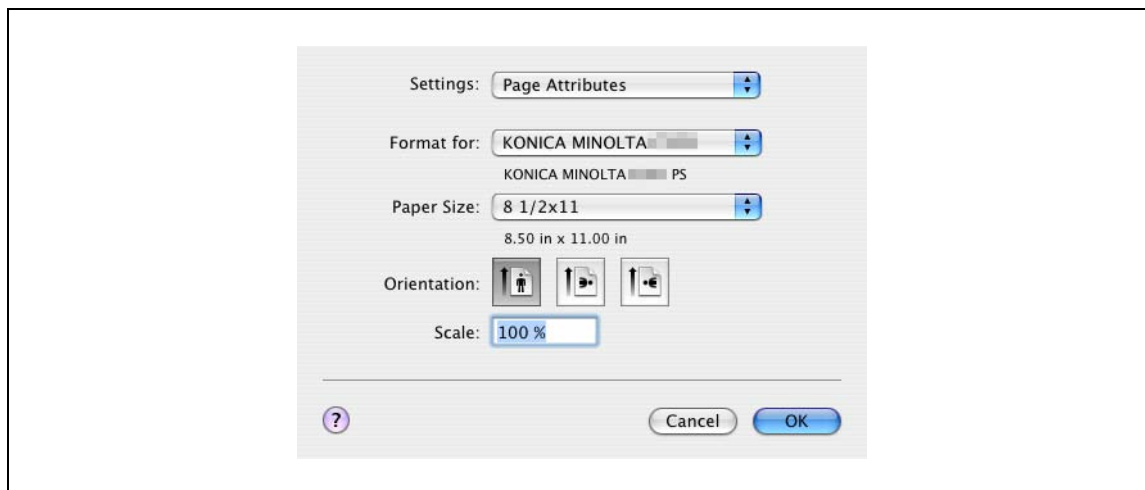 Settings: Page Attributes
Format for: KONICA MINOLTA
KONICA MINOLTA PS
Paper Size: 8 1/2x11
8.50 in x 11.00 in
Orientation:
Scale: 100 %
? Cancel OK